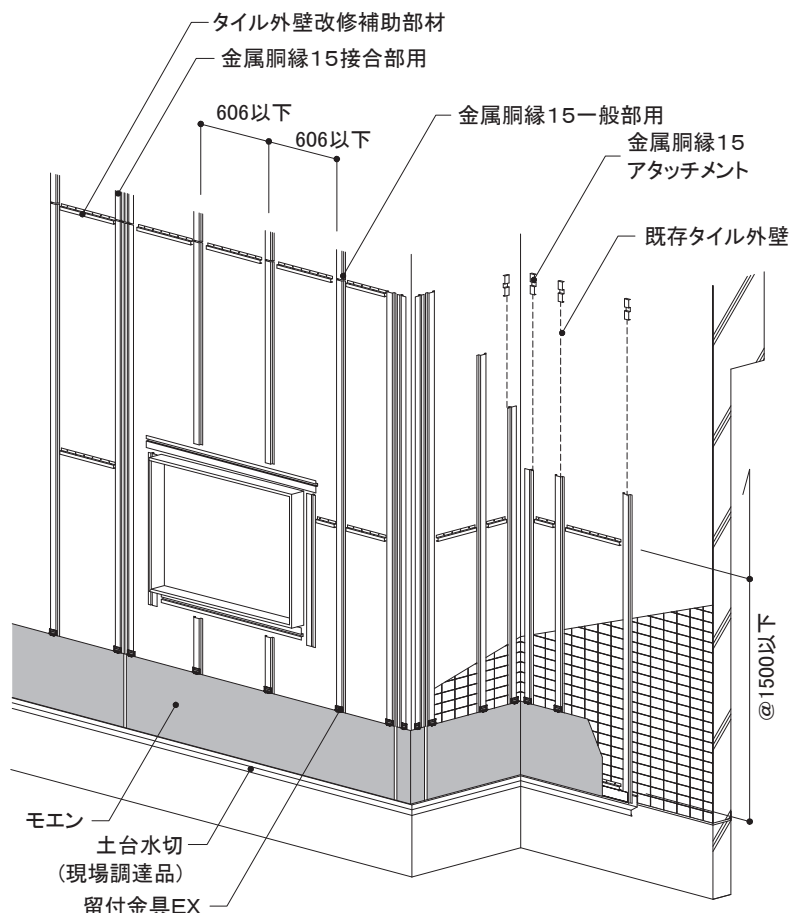 タイル外壁改修補助部材
金属胴縁15接合部用
606以下
606以下
金属胴縁15一般部用
金属胴縁15
アタッチメント
既存タイル外壁
@1500以下
モエン
土台水切
(現場調達品)
留付金具EX